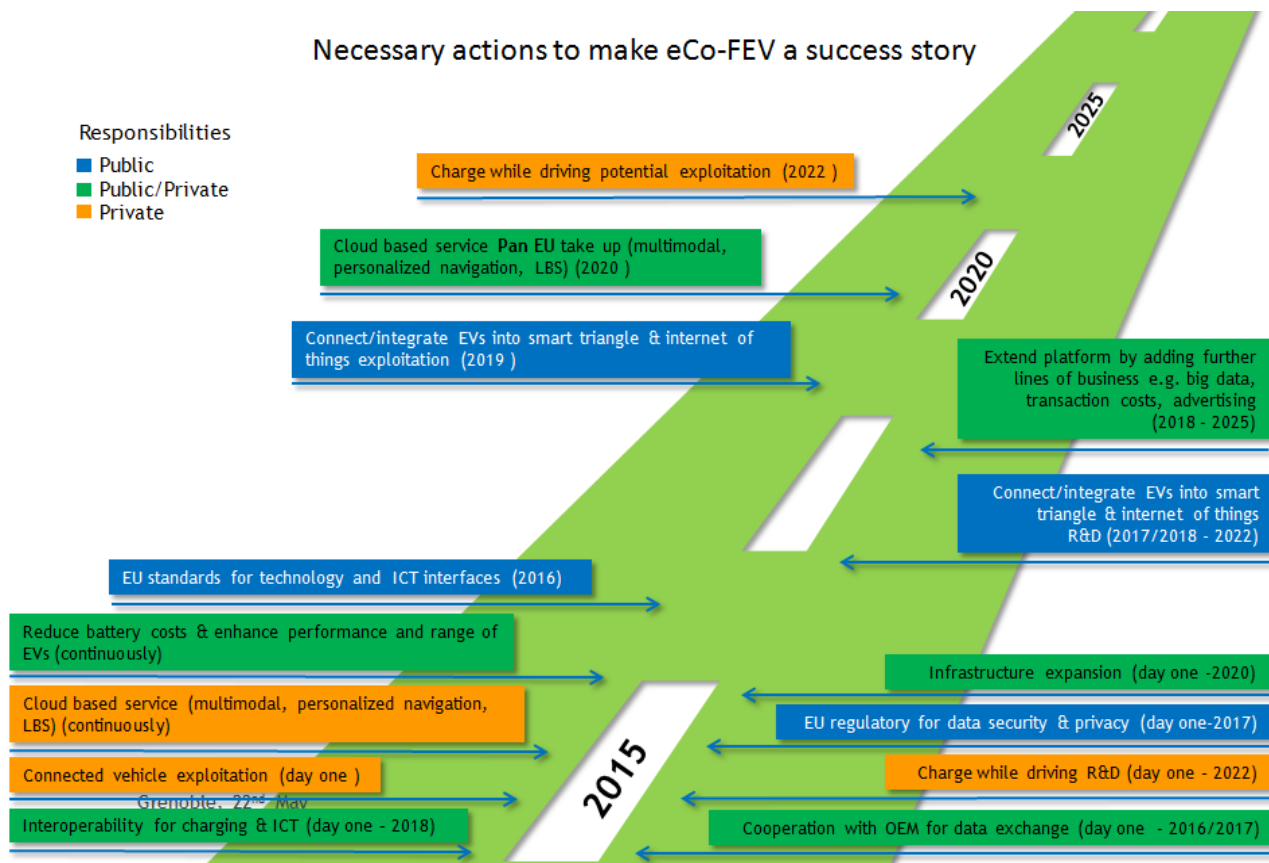 Necessary actions to make eCo-FEV a success story
Responsibilities
Public
Public/Private
Private
2025
Charge while driving potential exploitation (2022 )
Cloud based service Pan EU take up (multimodal,
personalized navigation, LBS) (2020 )
2020
Connect/integrate EVs into smart triangle & internet of
things exploitation (2019 )
Extend platform by adding further
lines of business e.g. big data,
transaction costs, advertising
(2018 - 2025)
Connect/integrate EVs into smart
triangle & internet of things
R&D (2017/2018 - 2022)
EU standards for technology and ICT interfaces (2016)
Reduce battery costs & enhance performance and range of
EVs (continuously)
Infrastructure expansion (day one -2020)
Cloud based service (multimodal, personalized navigation,
LBS) (continuously)
EU regulatory for data security & privacy (day one-2017)
2015
Connected vehicle exploitation (day one )
Charge while driving R&D (day one - 2022)
Grenoble, 22nd May
Interoperability for charging & ICT (day one - 2018)
Cooperation with OEM for data exchange (day one - 2016/2017)